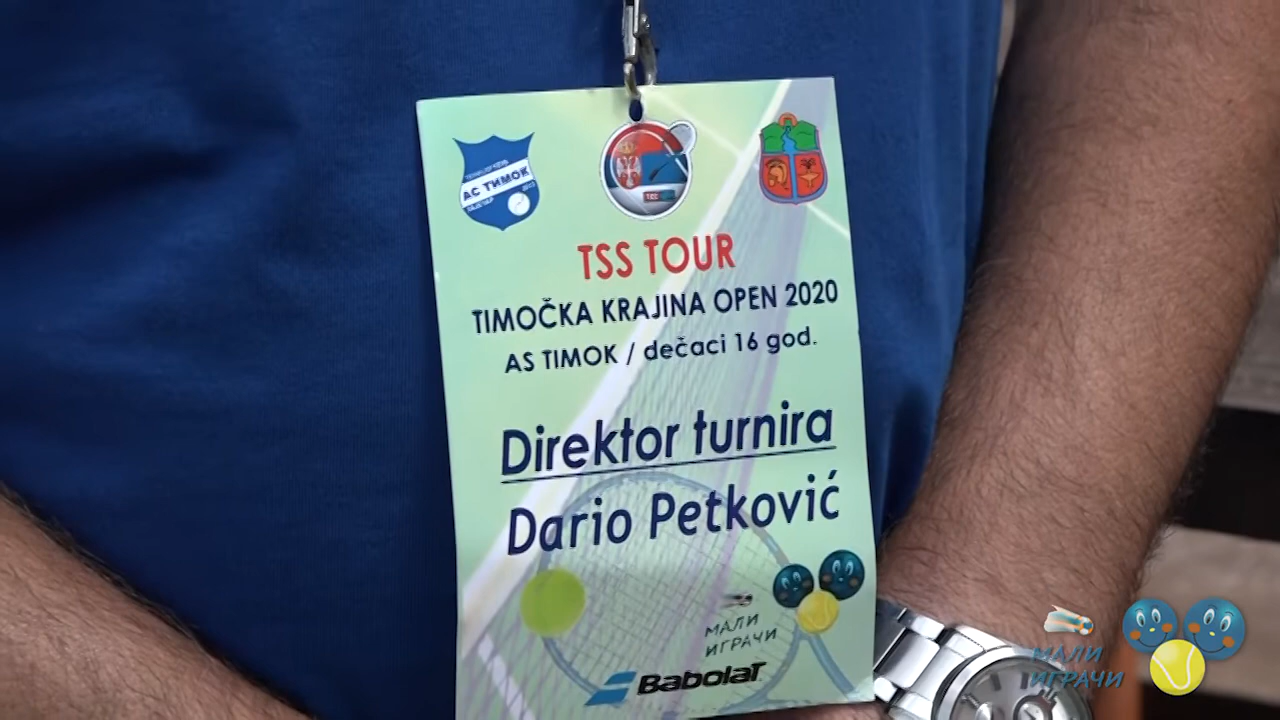 АС ТИМОК
TSS TOUR
TIMOČKA KRAJINA OPEN 2020
AS TIMOK / dečaci 16 god.
Direktor turnira
Dario Petković
МАЛИ
ИГРАЧИ
BABOLAT
МАЛИ
ИГРАЧИ